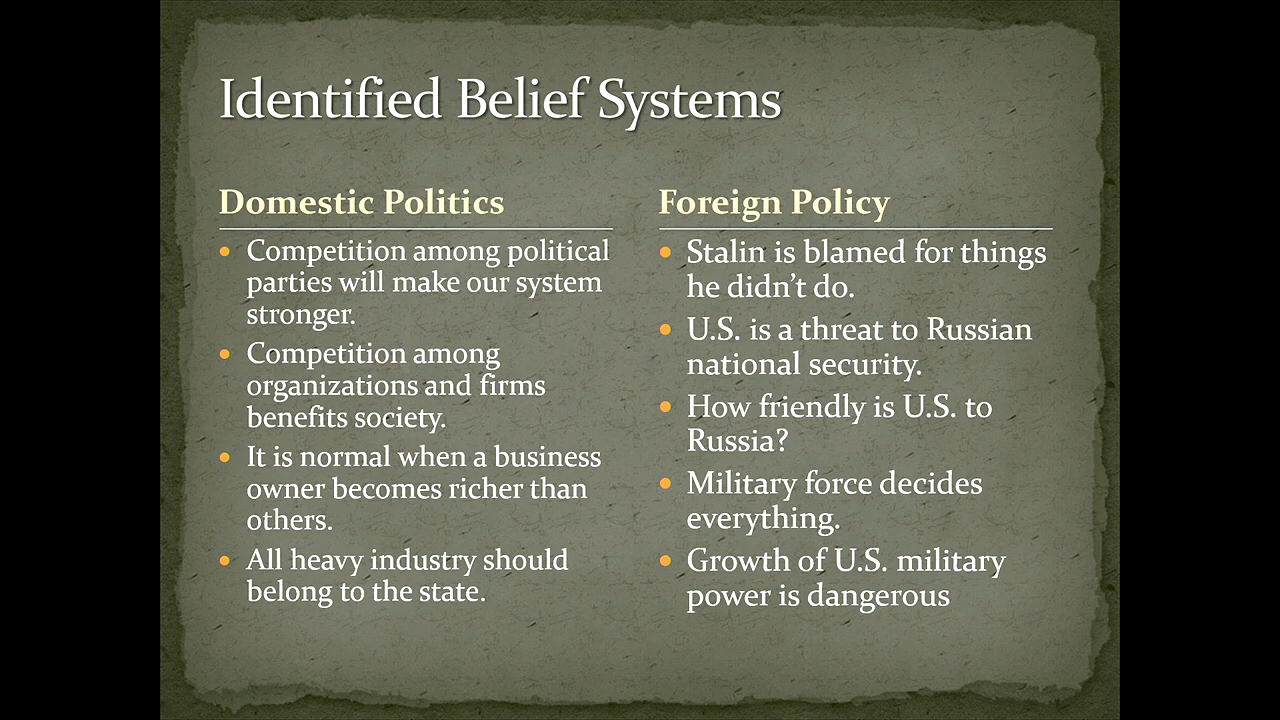 Identified Belief Systems
Domestic Politics
Competition among political
parties will make our system
stronger.
Competition among
organizations and firms
benefits society.
It is normal when a business
owner becomes richer than
others.
All heavy industry should
belong to the state.
Foreign Policy
Stalin is blamed for things
he didn’t do.
U.S. is a threat to Russian
national security.
How friendly is U.S. to
Russia?
Military force decides
everything.
Growth of U.S. military
power is dangerous